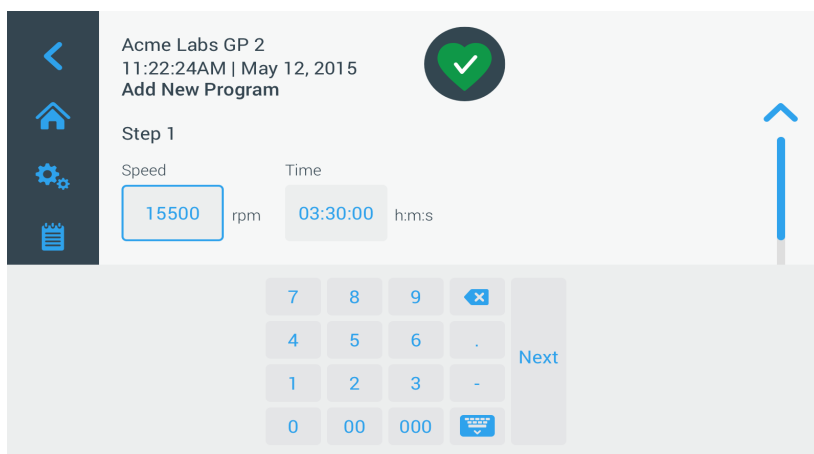 Acme Labs GP 2
11:22:24AM | May 12, 2015
Add New Program
Step 1
Speed Time
15500 rpm 03:30:00 h:m:s
7 8 9
4 5 6 .
Next
1 2 3 -
0 00 000